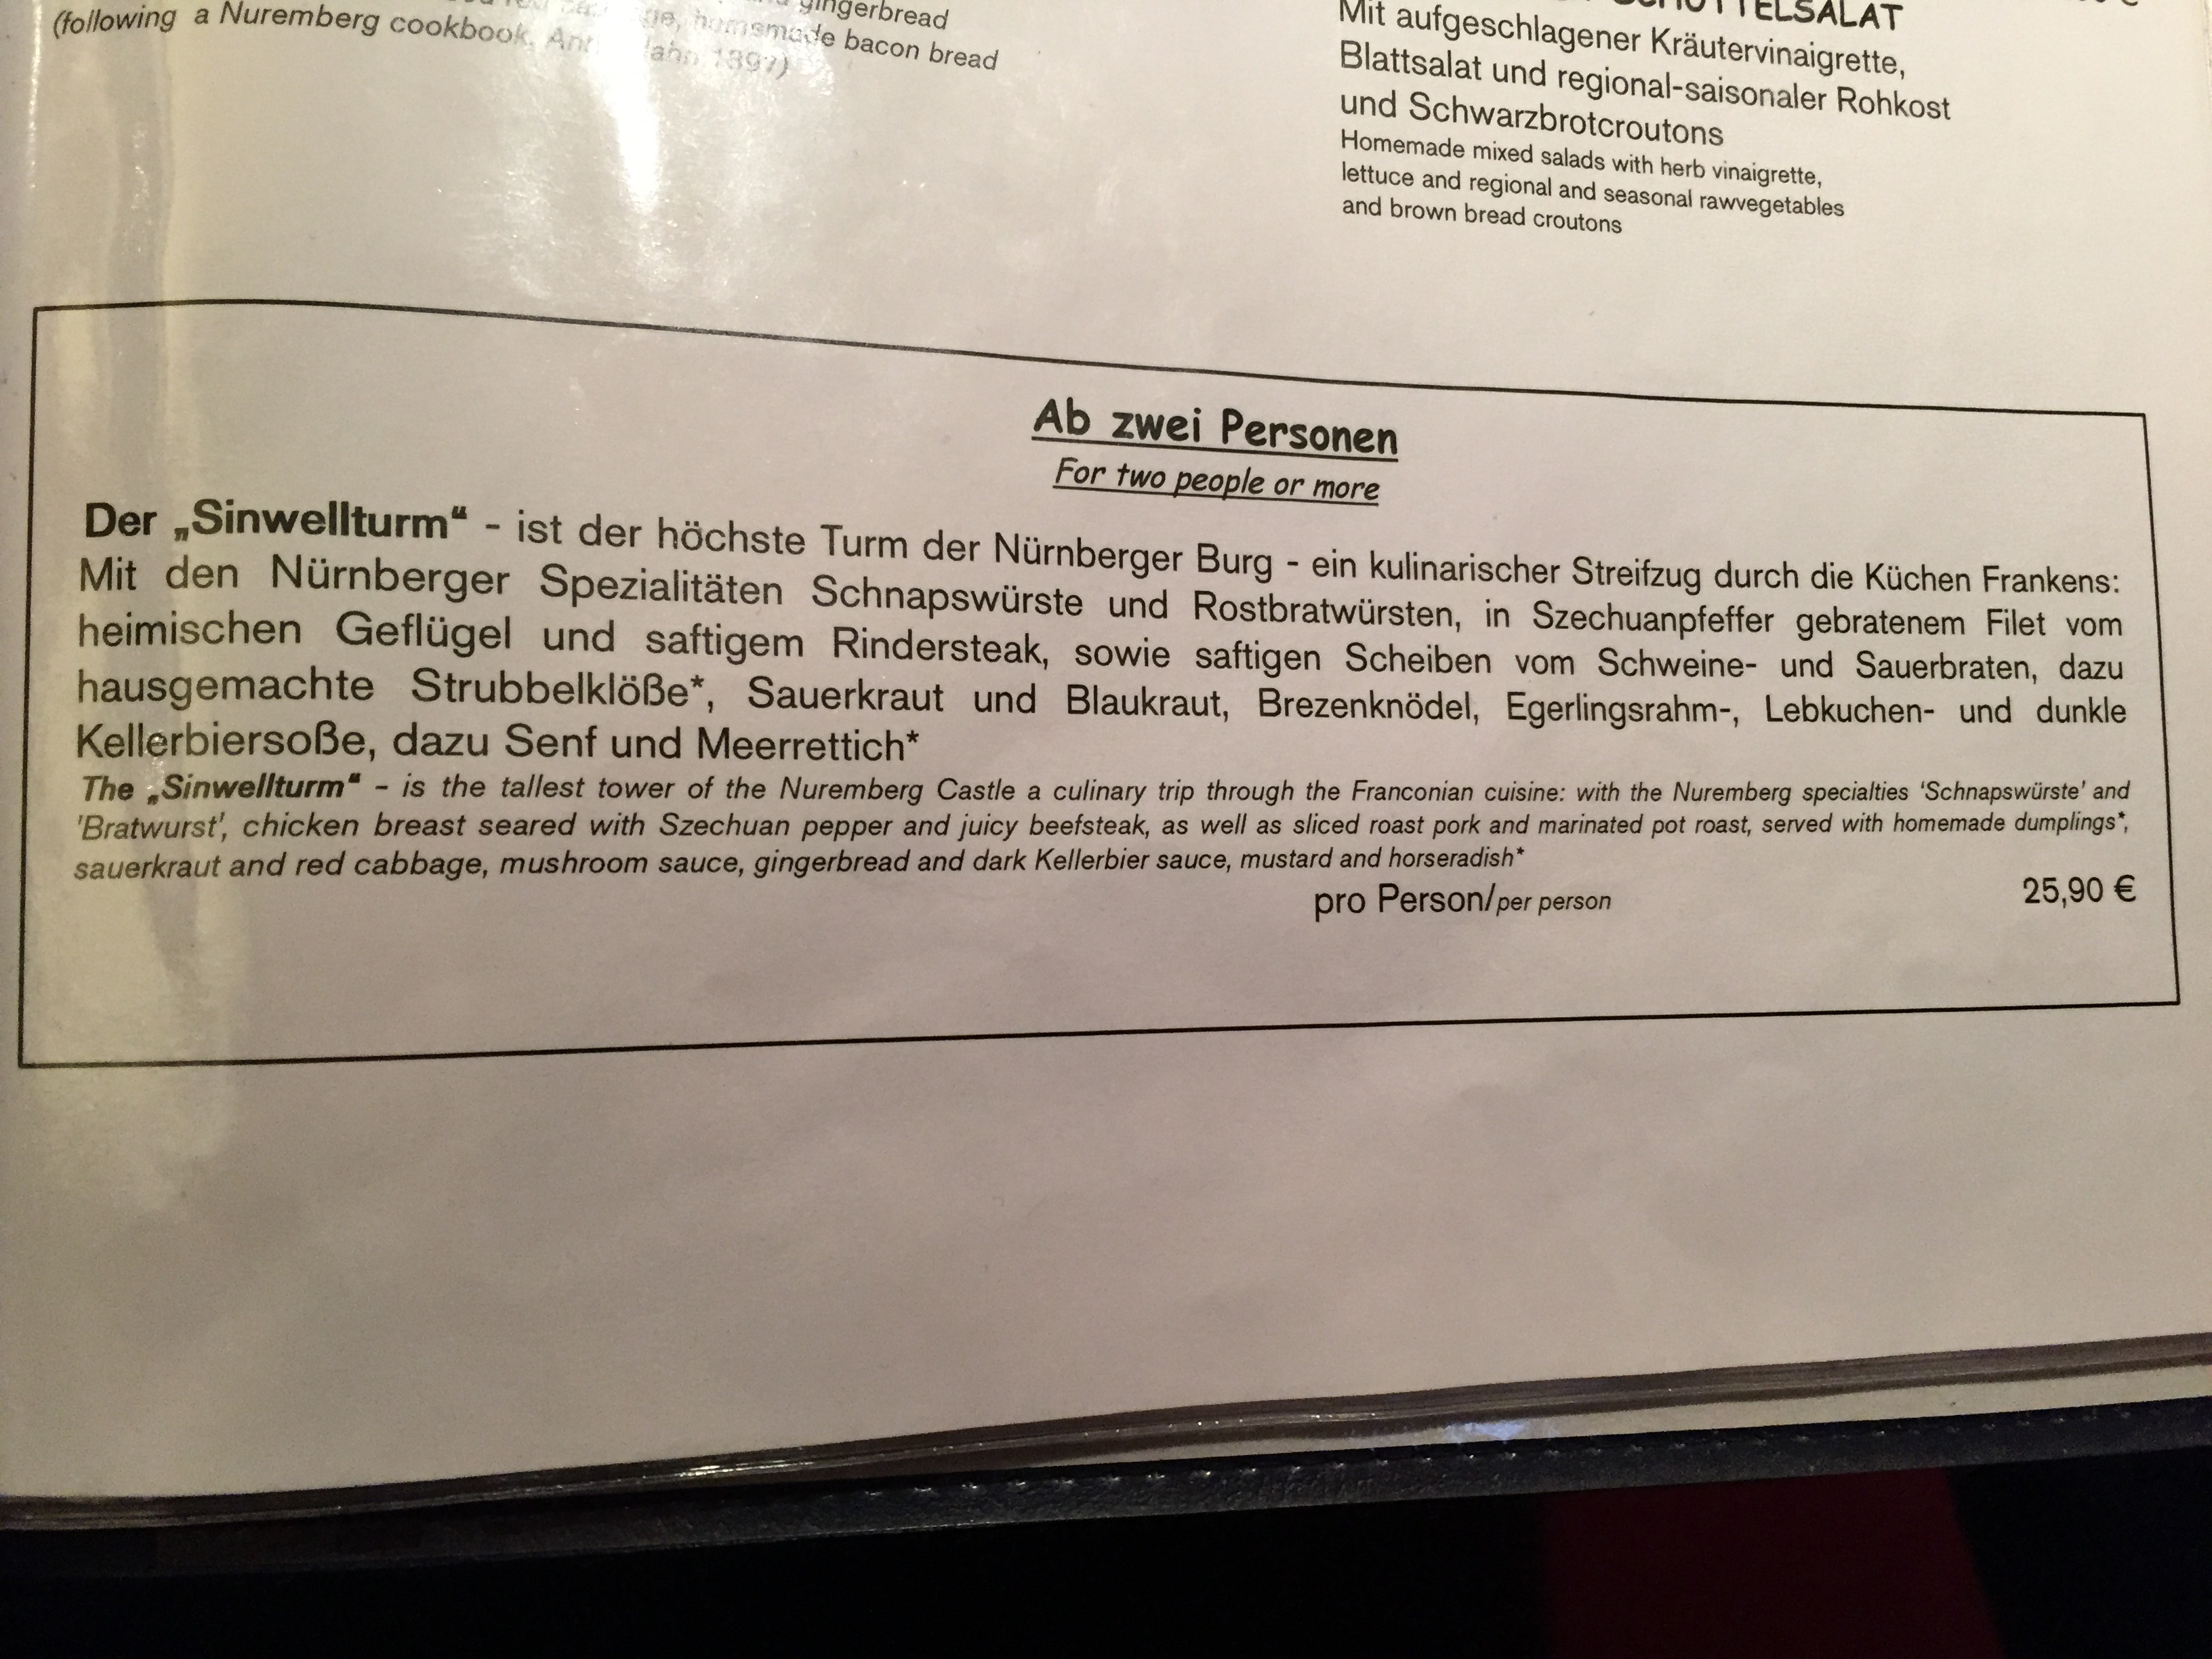 gingerbread
homemade bacon bread
(following a Nuremberg cookbook, 1897)
SCHÜTTELSALAT
Mit aufgeschlagener Kräutervinaigrette,
Blattsalat und regional-saisonaler Rohkost
und Schwarzbrotcroutons
Homemade mixed salads with herb vinaigrette,
lettuce and regional and seasonal rawvegetables
and brown bread croutons
Ab zwei Personen
For two people or more
Der „Sinwellturm“ - ist der höchste Turm der Nürnberger Burg - ein kulinarischer Streifzug durch die Küchen Frankens:
Mit den Nürnberger Spezialitäten Schnapswürste und Rostbratwürsten, in Szechuanpfeffer gebratenem Filet vom
heimischen Geflügel und saftigem Rindersteak, sowie saftigen Scheiben vom Schweine- und Sauerbraten, dazu
hausgemachte Strubbelklöße*, Sauerkraut und Blaukraut, Brezenknödel, Egerlingsrahm-, Lebkuchen- und dunkle
Kellerbiersoße, dazu Senf und Meerrettich*
The „Sinwellturm“ - is the tallest tower of the Nuremberg Castle a culinary trip through the Franconian cuisine: with the Nuremberg specialties 'Schnapswürste' and
'Bratwurst', chicken breast seared with Szechuan pepper and juicy beefsteak, as well as sliced roast pork and marinated pot roast, served with homemade dumplings*,
sauerkraut and red cabbage, mushroom sauce, gingerbread and dark Kellerbier sauce, mustard and horseradish*
pro Person/per person 25,90 €